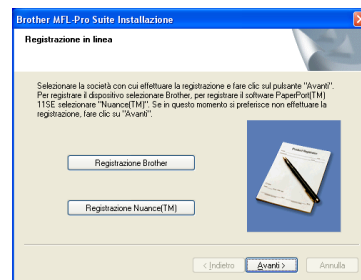 Brother MFL-Pro Suite Installazione
Registrazione in linea
Selezionare la società con cui effettuare la registrazione e fare clic sul pulsante "Avanti".
Per registrare il dispositivo selezionare Brother, per registrare il software PaperPort(TM)
11SE selezionare "Nuance(TM)". Se in questo momento si preferisce non effettuare la
registrazione, fare clic su "Avanti".
Product Registration
Registrazione Brother
Registrazione Nuance(TM)
< Indietro
Avanti >
Annulla